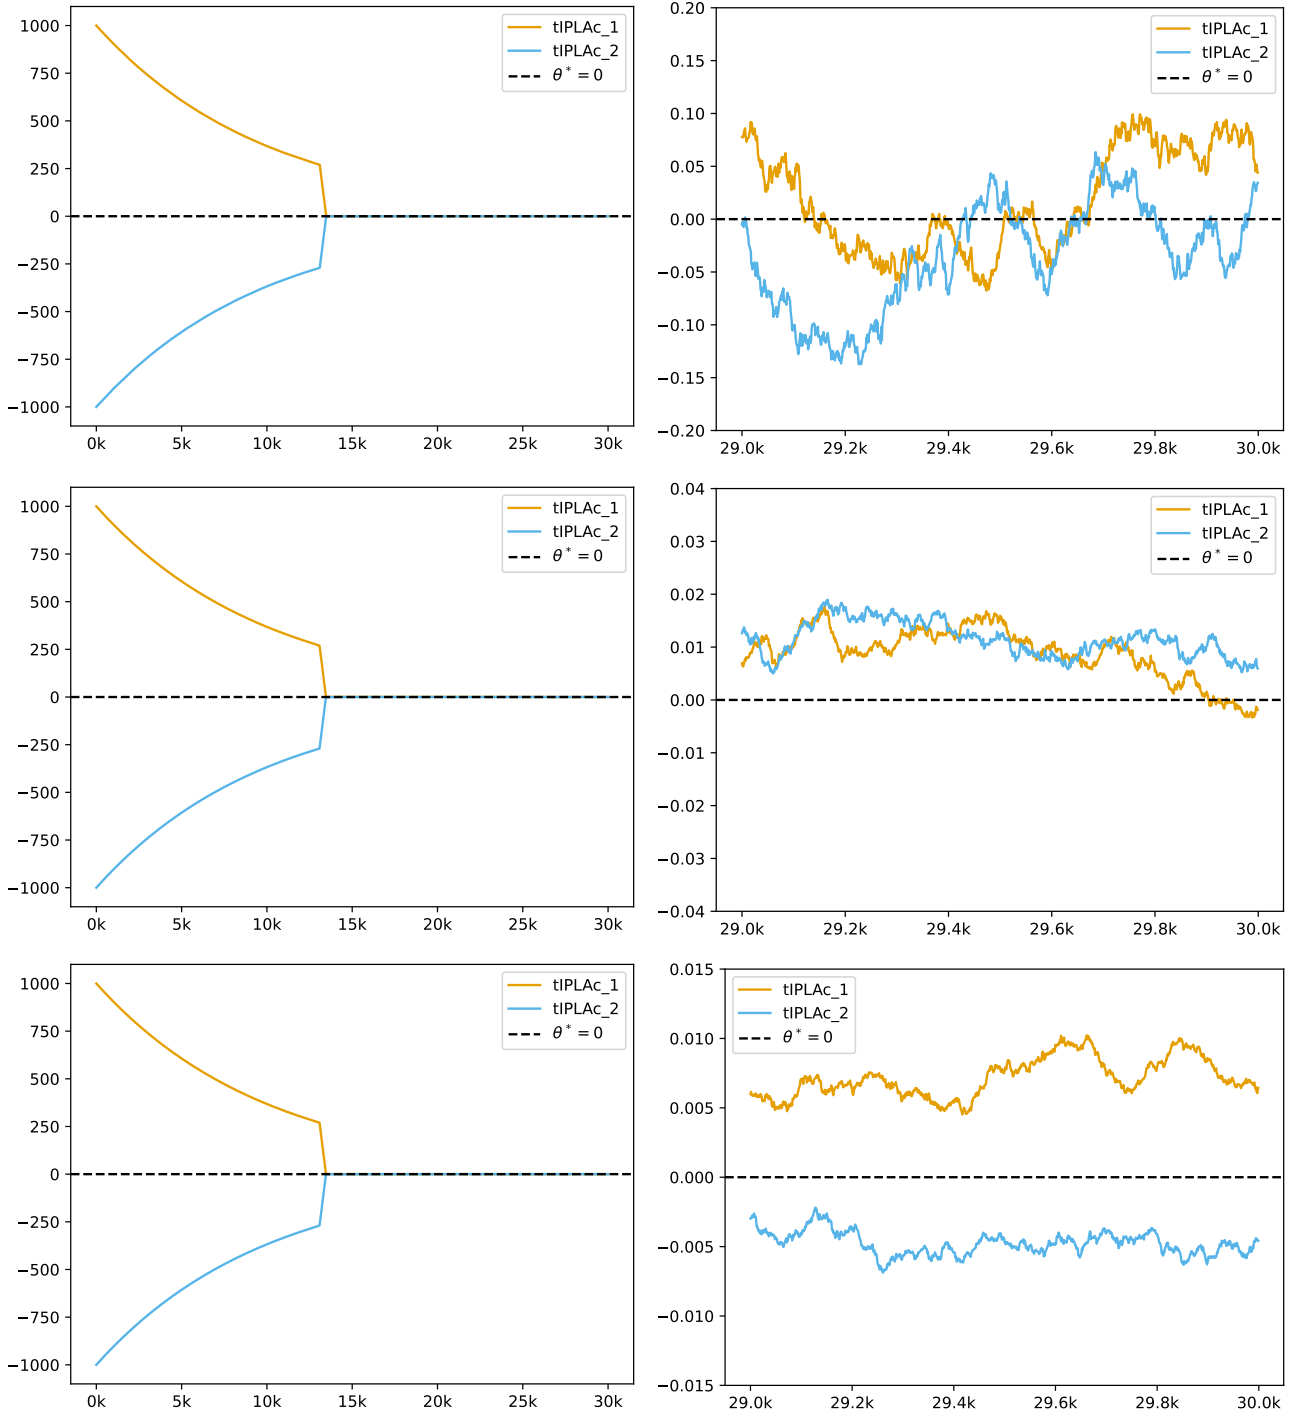 1000
750
500
250
0
−250
−500
−750
−1000
0k 5k 10k 15k 20k 25k 30k
tIPLAc_1
tIPLAc_2
θ* = 0
0.20
0.15
0.10
0.05
0.00
−0.05
−0.10
−0.15
−0.20
29.0k 29.2k 29.4k 29.6k 29.8k 30.0k
tIPLAc_1
tIPLAc_2
θ* = 0
1000
750
500
250
0
−250
−500
−750
−1000
0k 5k 10k 15k 20k 25k 30k
tIPLAc_1
tIPLAc_2
θ* = 0
0.04
0.03
0.02
0.01
0.00
−0.01
−0.02
−0.03
−0.04
29.0k 29.2k 29.4k 29.6k 29.8k 30.0k
tIPLAc_1
tIPLAc_2
θ* = 0
1000
750
500
250
0
−250
−500
−750
−1000
0k 5k 10k 15k 20k 25k 30k
tIPLAc_1
tIPLAc_2
θ* = 0
0.015
0.010
0.005
0.000
−0.005
−0.010
−0.015
29.0k 29.2k 29.4k 29.6k 29.8k 30.0k
tIPLAc_1
tIPLAc_2
θ* = 0